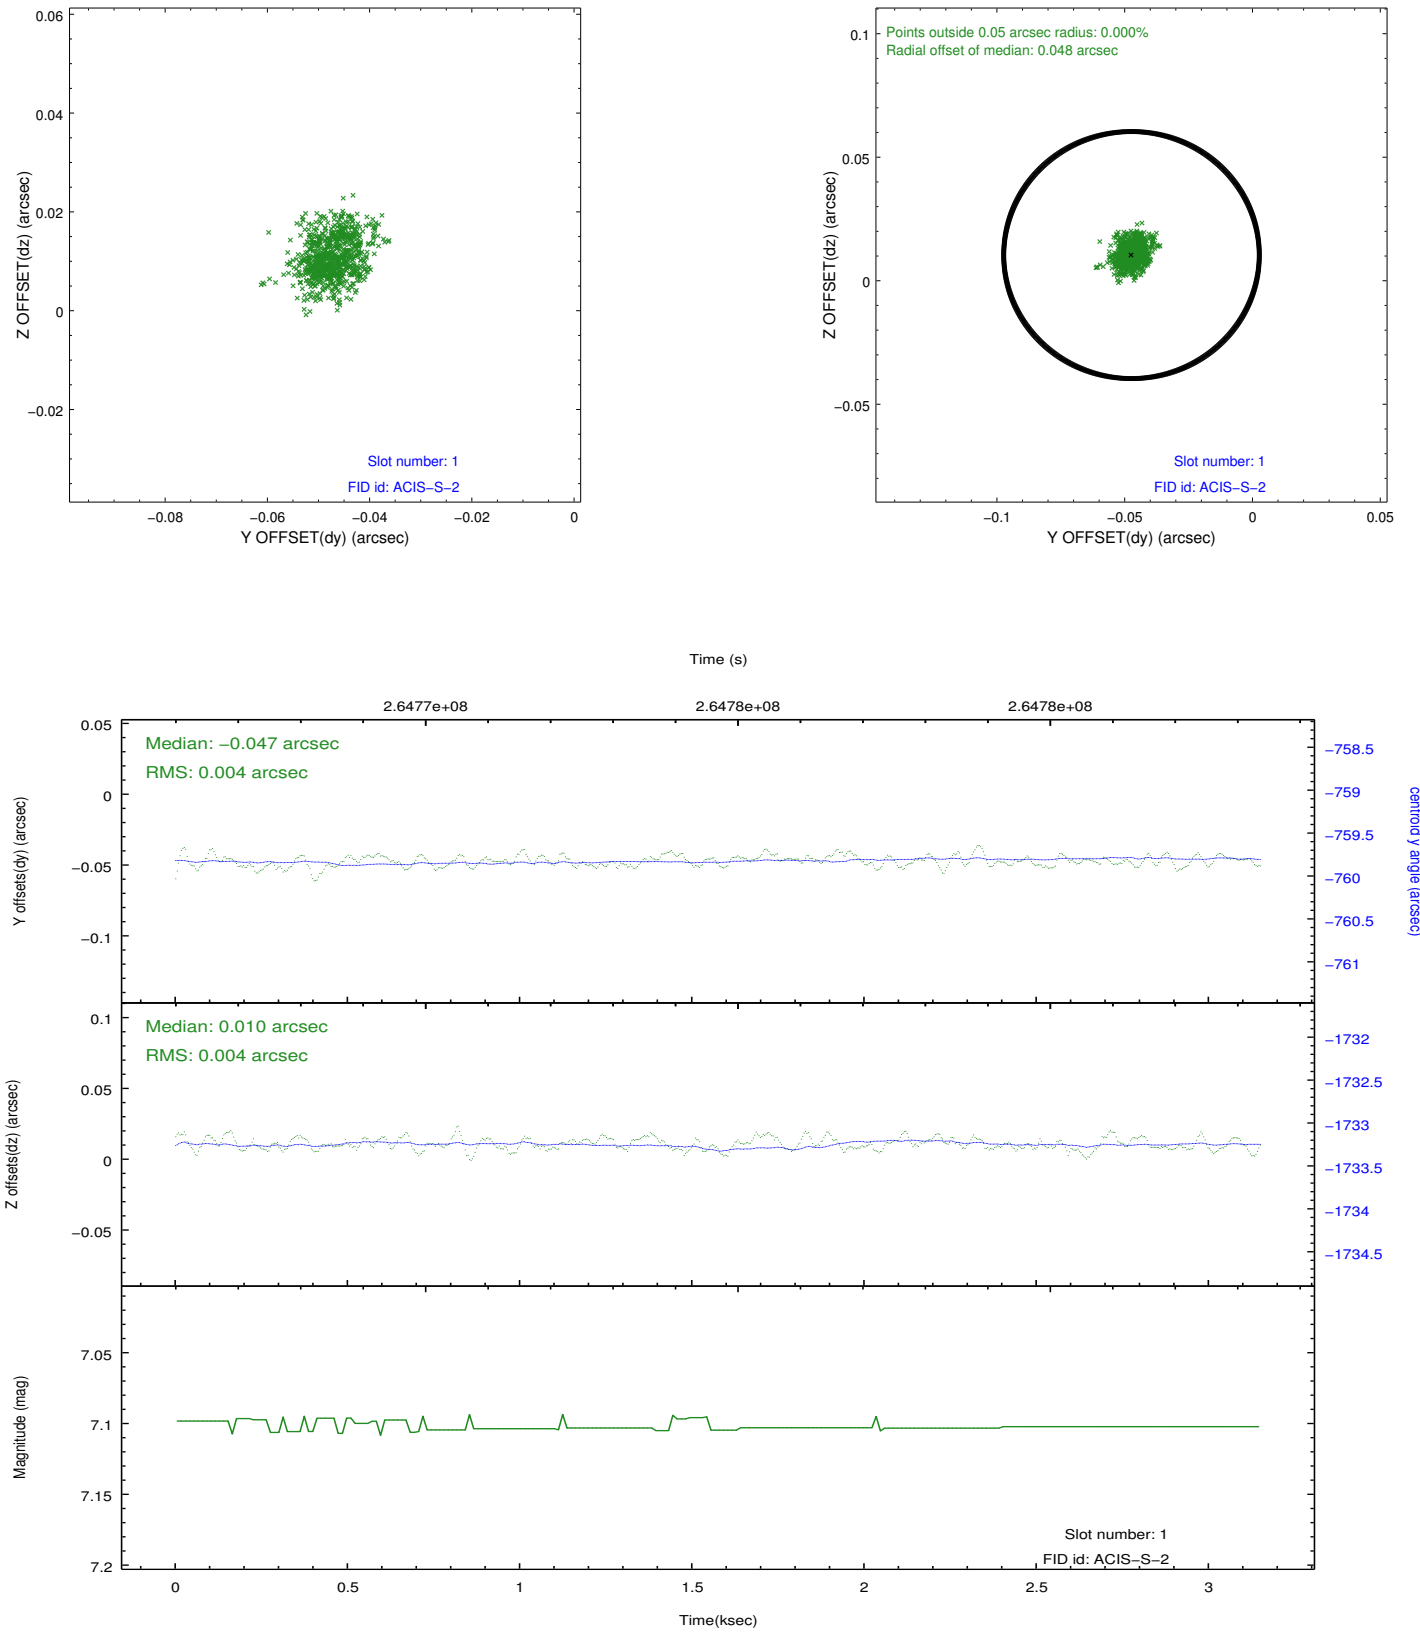 0.06
0.04
0.02
0
−0.02
Z OFFSET(dz) (arcsec)
Slot number: 1
FID id: ACIS−S−2
−0.08 −0.06 −0.04 −0.02 0
Y OFFSET(dy) (arcsec)
Points outside 0.05 arcsec radius: 0.000%
Radial offset of median: 0.048 arcsec
0.1
0.05
0
−0.05
Z OFFSET(dz) (arcsec)
Slot number: 1
FID id: ACIS−S−2
−0.1 −0.05 0 0.05
Y OFFSET(dy) (arcsec)
Time (s)
2.6477e+08 2.6478e+08 2.6478e+08
Median: −0.047 arcsec
RMS: 0.004 arcsec
0.05
0
−0.05
−0.1
Y offsets(dy) (arcsec)
−758.5
−759
−759.5
−760
−760.5
−761
centroid y angle (arcsec)
Median: 0.010 arcsec
RMS: 0.004 arcsec
0.1
0.05
0
−0.05
Z offsets(dz) (arcsec)
−1732
−1732.5
−1733
−1733.5
−1734
−1734.5
7.05
7.1
7.15
7.2
Magnitude (mag)
Slot number: 1
FID id: ACIS−S−2
0 0.5 1 1.5 2 2.5 3
Time(ksec)